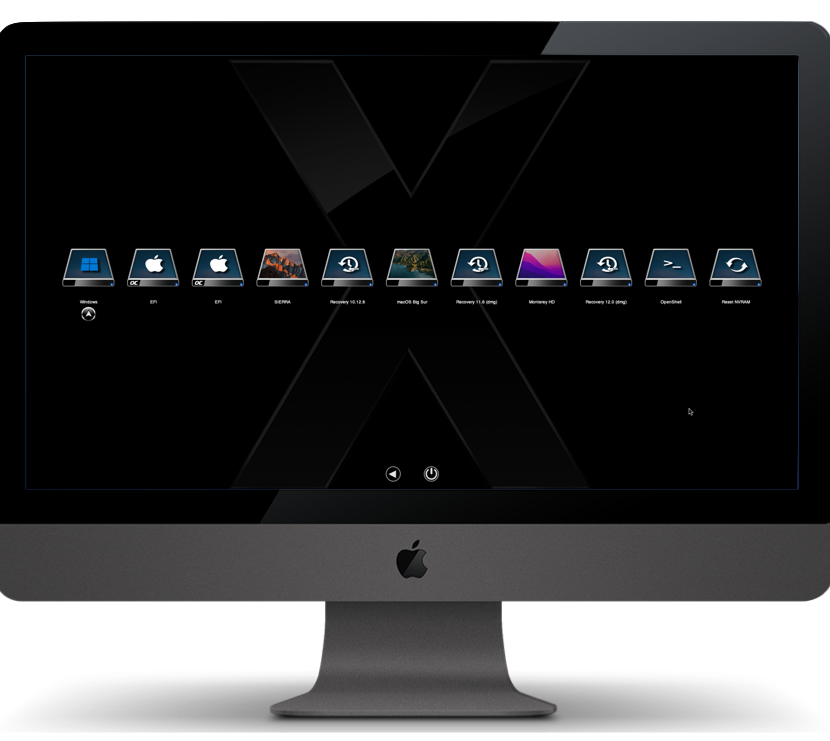 Windows
OC
EFI
OC
EFI
SIERRA
Recovery 10.12.6
macOS Big Sur
Recovery 11.6 (dmg)
Monterey HD
Recovery 12.0 (dmg)
>_
OpenShell
Reset NVRAM